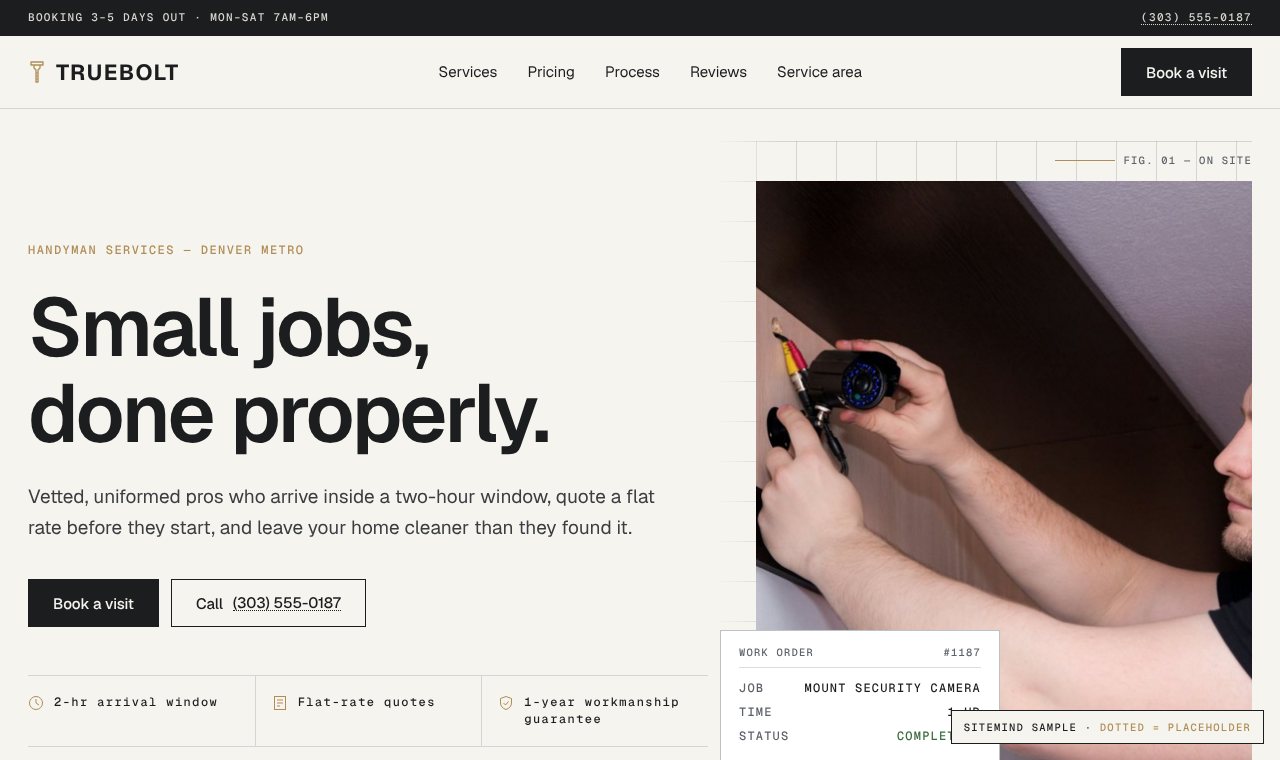 BOOKING 3-5 DAYS OUT · MON-SAT 7AM-6PM
(303) 555-0187
TRUEBOLT
Services
Pricing
Process
Reviews
Service area
Book a visit
FIG. 01 — ON SITE
HANDYMAN SERVICES — DENVER METRO
Small jobs,
done properly.
Vetted, uniformed pros who arrive inside a two-hour window, quote a flat
rate before they start, and leave your home cleaner than they found it.
Book a visit
Call (303) 555-0187
2-hr arrival window
Flat-rate quotes
1-year workmanship
guarantee
WORK ORDER #1187
JOB MOUNT SECURITY CAMERA
TIME
STATUS
SITEMIND SAMPLE · DOTTED = PLACEHOLDER